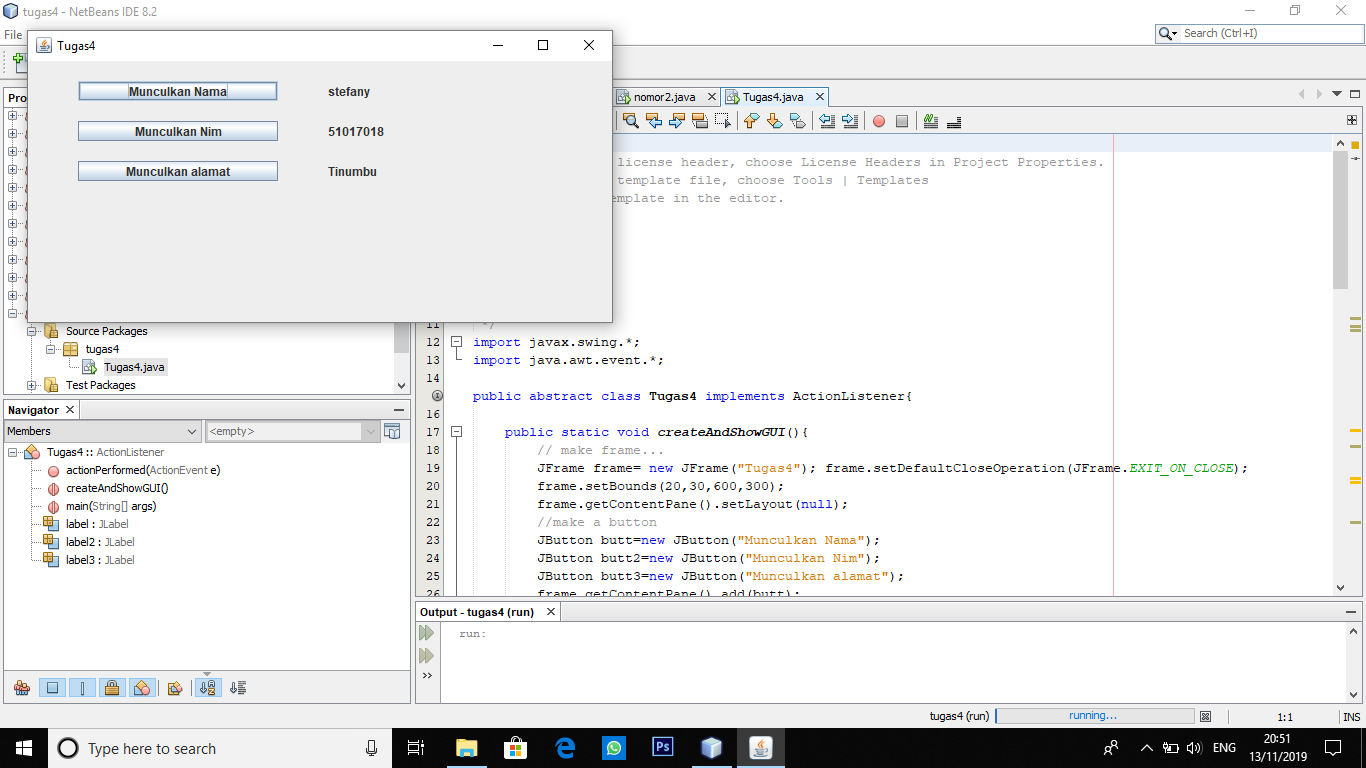 tugas4 - NetBeans IDE 8.2
File
Search (Ctrl+I)
Tugas4
Munculkan Nama
stefany
Munculkan Nim
51017018
Munculkan alamat
Tinumbu
nomor2.java
Tugas4.java
license header, choose License Headers in Project Properties.
template file, choose Tools | Templates
template in the editor.
Source Packages
tugas4
Tugas4.java
Test Packages
11 */
12 import javax.swing.*;
13 import java.awt.event.*;
14
public abstract class Tugas4 implements ActionListener{
16
17 public static void createAndShowGUI(){
18 // make frame...
19 JFrame frame= new JFrame("Tugas4"); frame.setDefaultCloseOperation(JFrame.EXIT_ON_CLOSE);
20 frame.setBounds(20,30,600,300);
21 frame.getContentPane().setLayout(null);
22 //make a button
23 JButton butt=new JButton("Munculkan Nama");
24 JButton butt2=new JButton("Munculkan Nim");
25 JButton butt3=new JButton("Munculkan alamat");
26 frame.getContentPane().add(butt);
Navigator
Members
<empty>
Tugas4 :: ActionListener
actionPerformed(ActionEvent e)
createAndShowGUI()
main(String[] args)
label : JLabel
label2 : JLabel
label3 : JLabel
Output - tugas4 (run)
run:
tugas4 (run)
running...
1:1
INS
Type here to search
Ps
ENG
20:51
13/11/2019